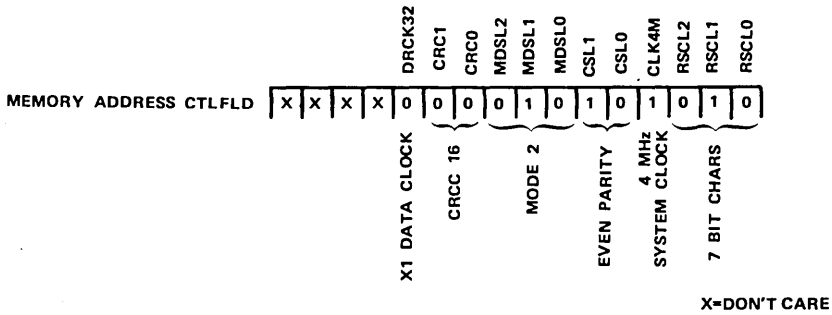 DRCK32
CRC1
CRC0
MDSL2
MDSL1
MDSL0
CSL1
CSL0
CLK4M
RSCL2
RSCL1
RSCL0
MEMORY ADDRESS CTLFLD X X X X 0 0 0 0 1 0 1 0 1 0 1 0
X1 DATA CLOCK
CRCC 16
MODE 2
EVEN PARITY
4 MHz
SYSTEM CLOCK
7 BIT CHARS
X=DON'T CARE